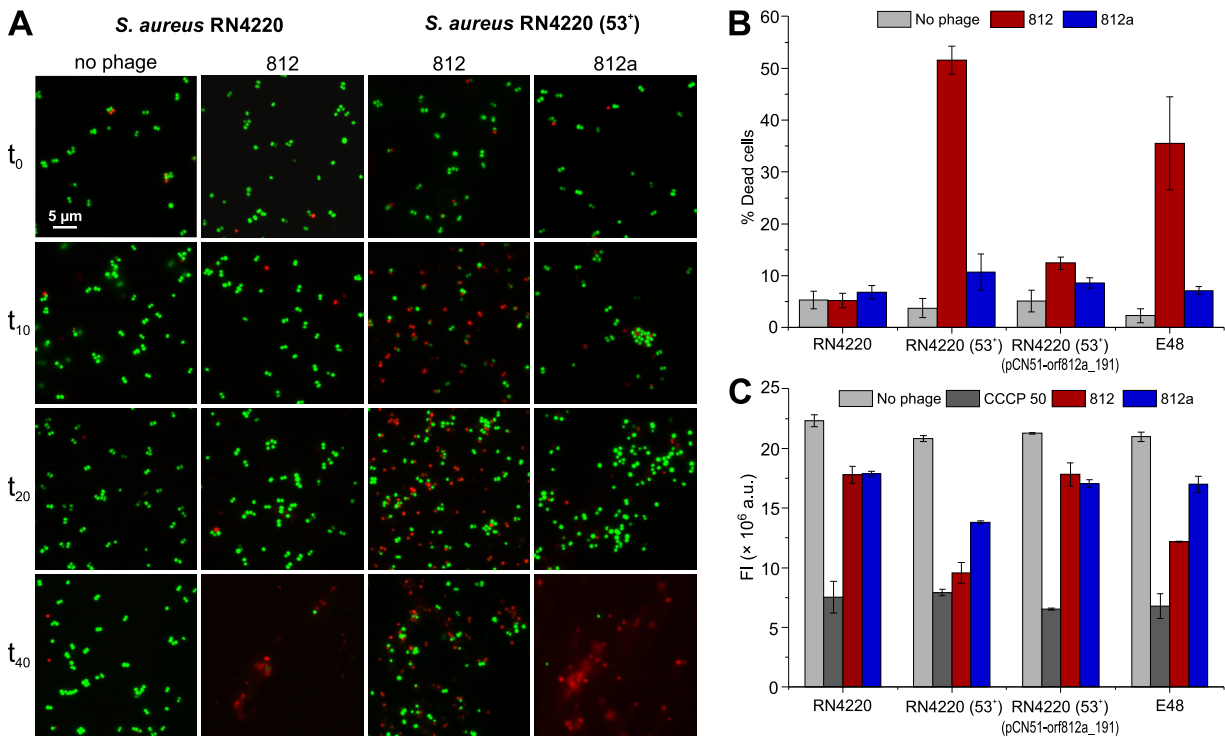 A
S. aureus RN4220
S. aureus RN4220 (53⁺)
no phage
812
812
812a
t₀
5 µm
t₁₀
t₂₀
t₄₀
B
No phage
812
812a
60
50
40
30
20
10
0
% Dead cells
RN4220
RN4220 (53⁺)
RN4220 (53⁺)
E48
(pCN51-orf812a_191)
C
No phage
CCCP 50
812
812a
25
20
15
10
5
0
FI (× 10⁶ a.u.)
RN4220
RN4220 (53⁺)
RN4220 (53⁺)
E48
(pCN51-orf812a_191)